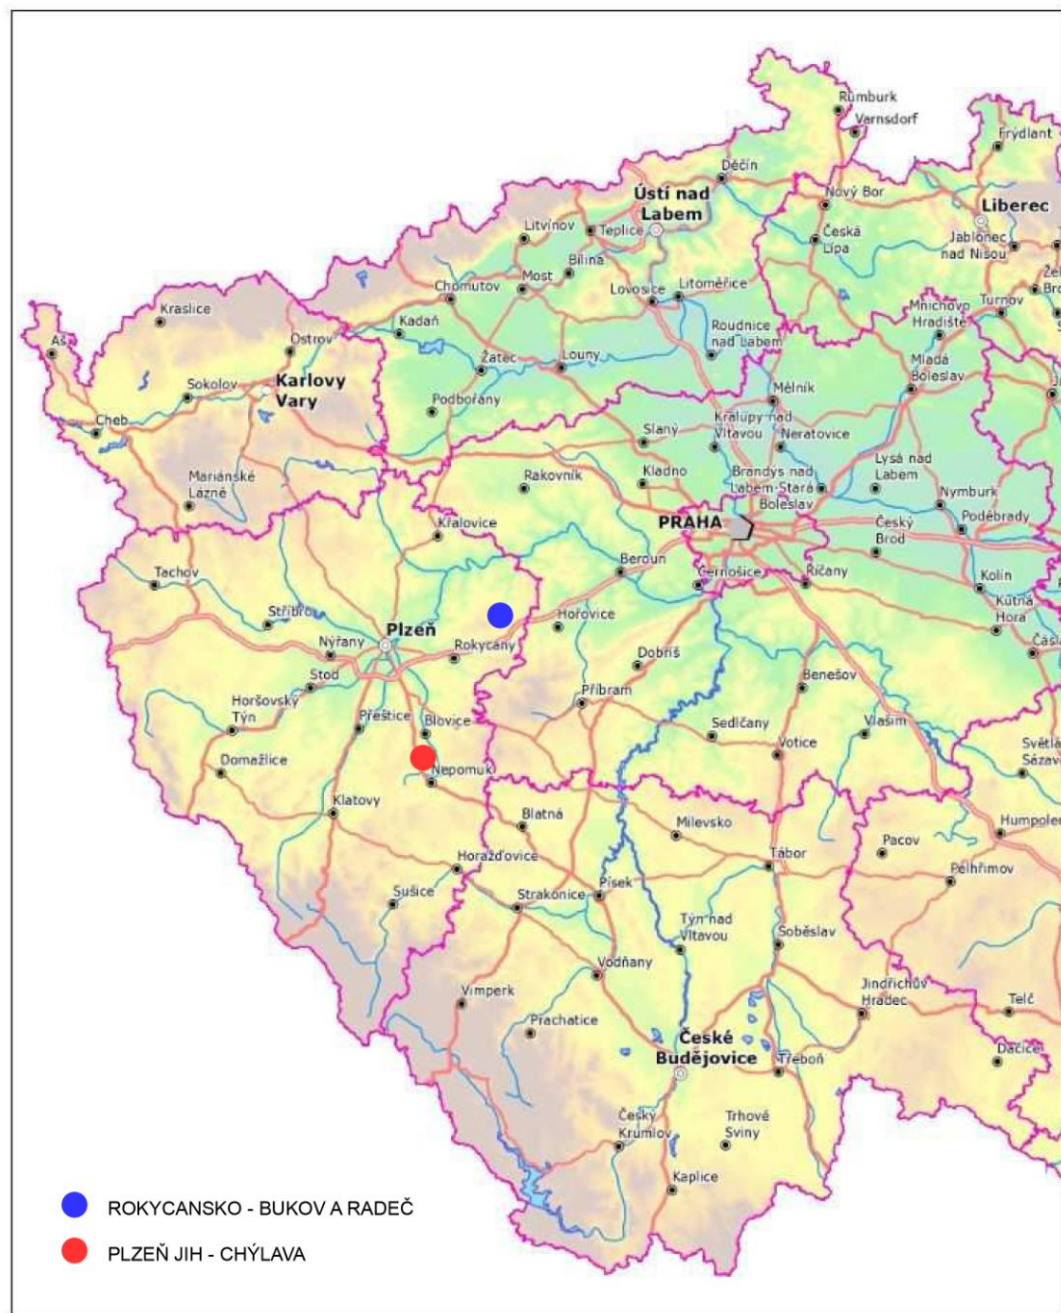 Rumburk
Varnsdorf
Frýdlant
Děčín
Ústí nad
Labem
Nový Bor
Liberec
Litvínov
Teplice
Česká
Lípa
Jablonec
nad Nisou
Bílina
Most
Chomutov
Lovosice
Litoměřice
Mnichovo
Hradiště
Turnov
Kraslice
Kadaň
Roudnice
nad Labem
Aš
Ostrov
Žatec
Louny
Mladá
Boleslav
Sokolov
Karlovy
Vary
Mělník
Podbořany
Cheb
Slaný
Kralupy nad
Vltavou
Neratovice
Mariánské
Lázně
Rakovník
Kladno
Brandýs nad
Labem-Stará
Boleslav
Lysá nad
Labem
Nymburk
PRAHA
Poděbrady
Kralovice
Český
Brod
Beroun
Černošice
Říčany
Kolín
Tachov
Kutná
Hora
Stříbro
Hořovice
Plzeň
Nýřany
Rokycany
Stod
Dobříš
Benešov
Horšovský
Týn
Příbram
Přeštice
Blovice
Sedlčany
Vlašim
Votice
Domažlice
Nepomuk
Světlá
Klatovy
Blatná
Milevsko
Pacov
Tábor
Pelhřimov
Horažďovice
Sušice
Strakonice
Písek
Týn nad
Vltavou
Soběslav
Vodňany
Vimperk
Jindřichův
Hradec
Telč
Prachatice
České
Budějovice
Třeboň
Dačice
Český
Krumlov
Trhové
Sviny
Kaplice
ROKYCANSKO - BUKOV A RADEČ
PLZEŇ JIH - CHÝLAVA